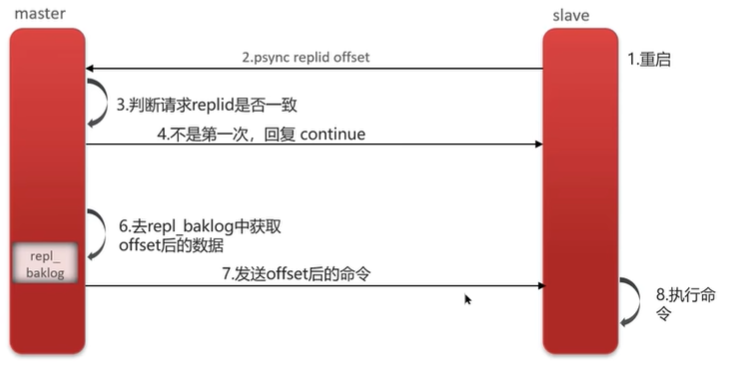 master
slave
2.psync replid offset
1.重启
3.判断请求replid是否一致
4.不是第一次，回复 continue
6.去repl_baklog中获取
offset后的数据
repl_
baklog
7.发送offset后的命令
8.执行命
令